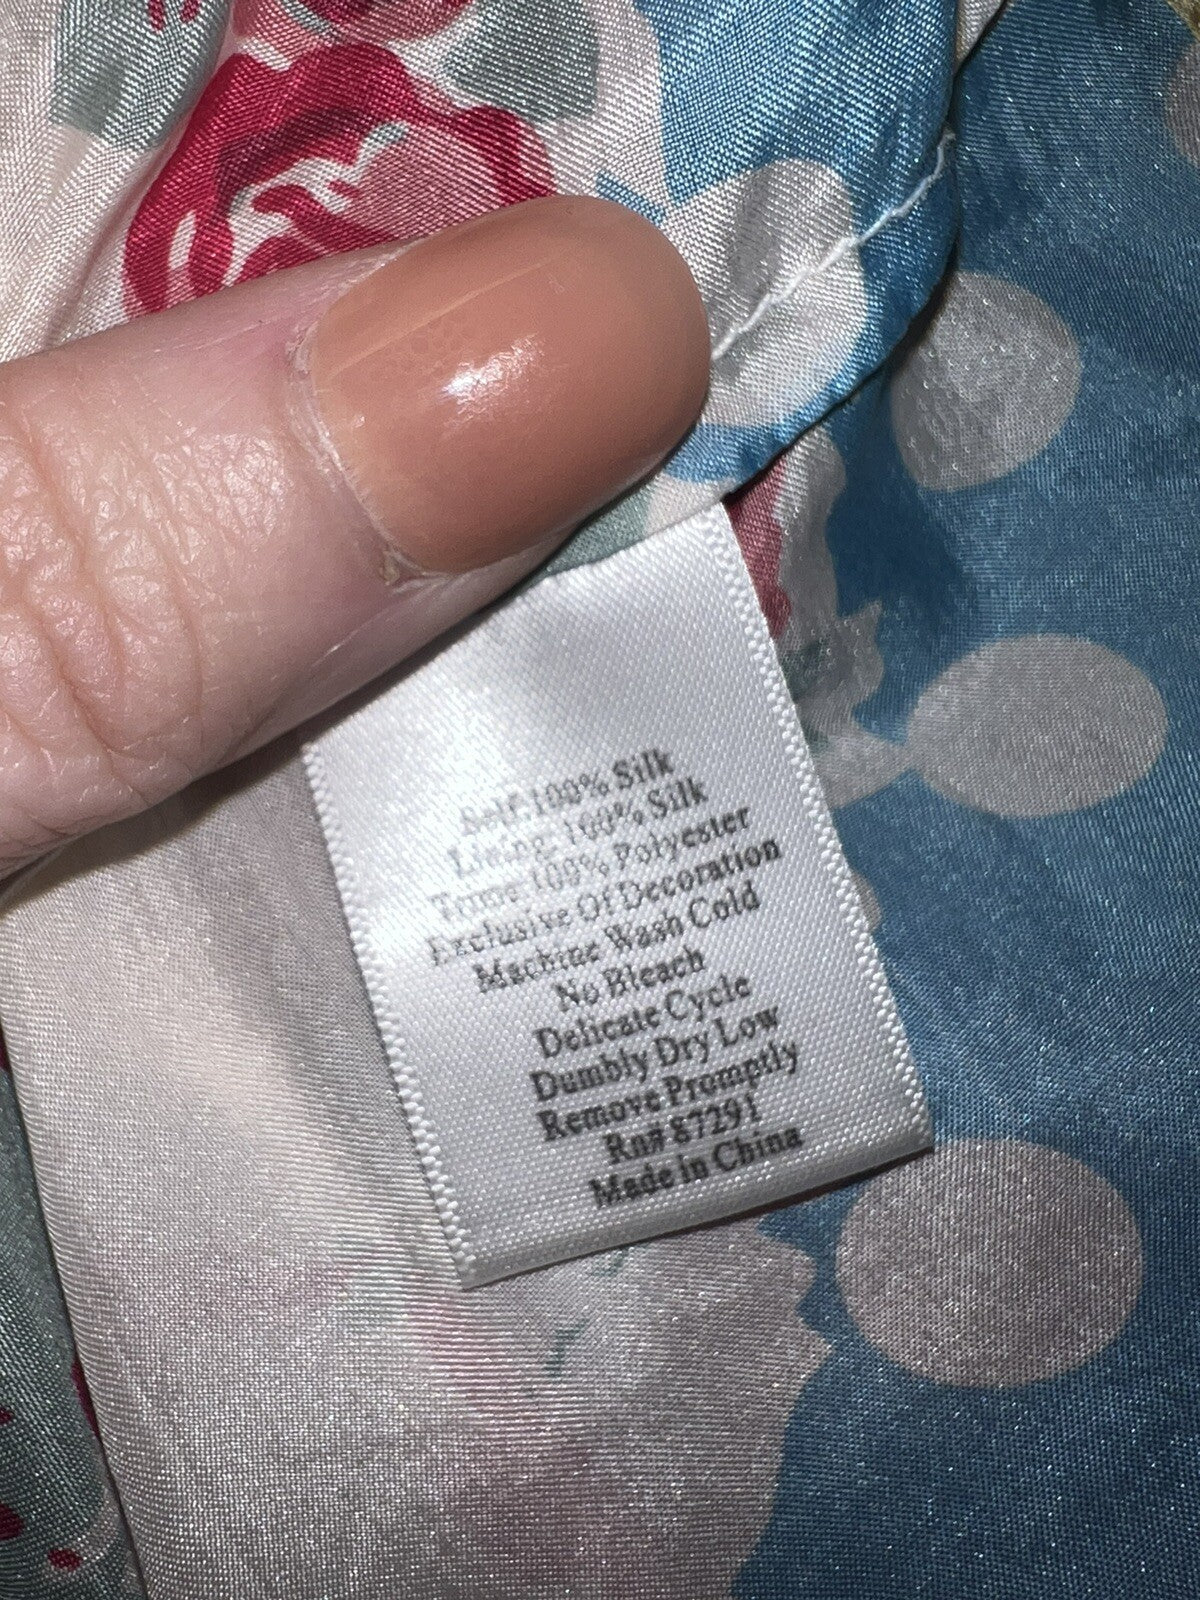 Self:100% Silk
Lining:100% Silk
Trims:100% Polyester
Exclusive Of Decoration
Machine Wash Cold
No Bleach
Delicate Cycle
Dumbly Dry Low
Remove Promptly
Rn# 87291
Made in China